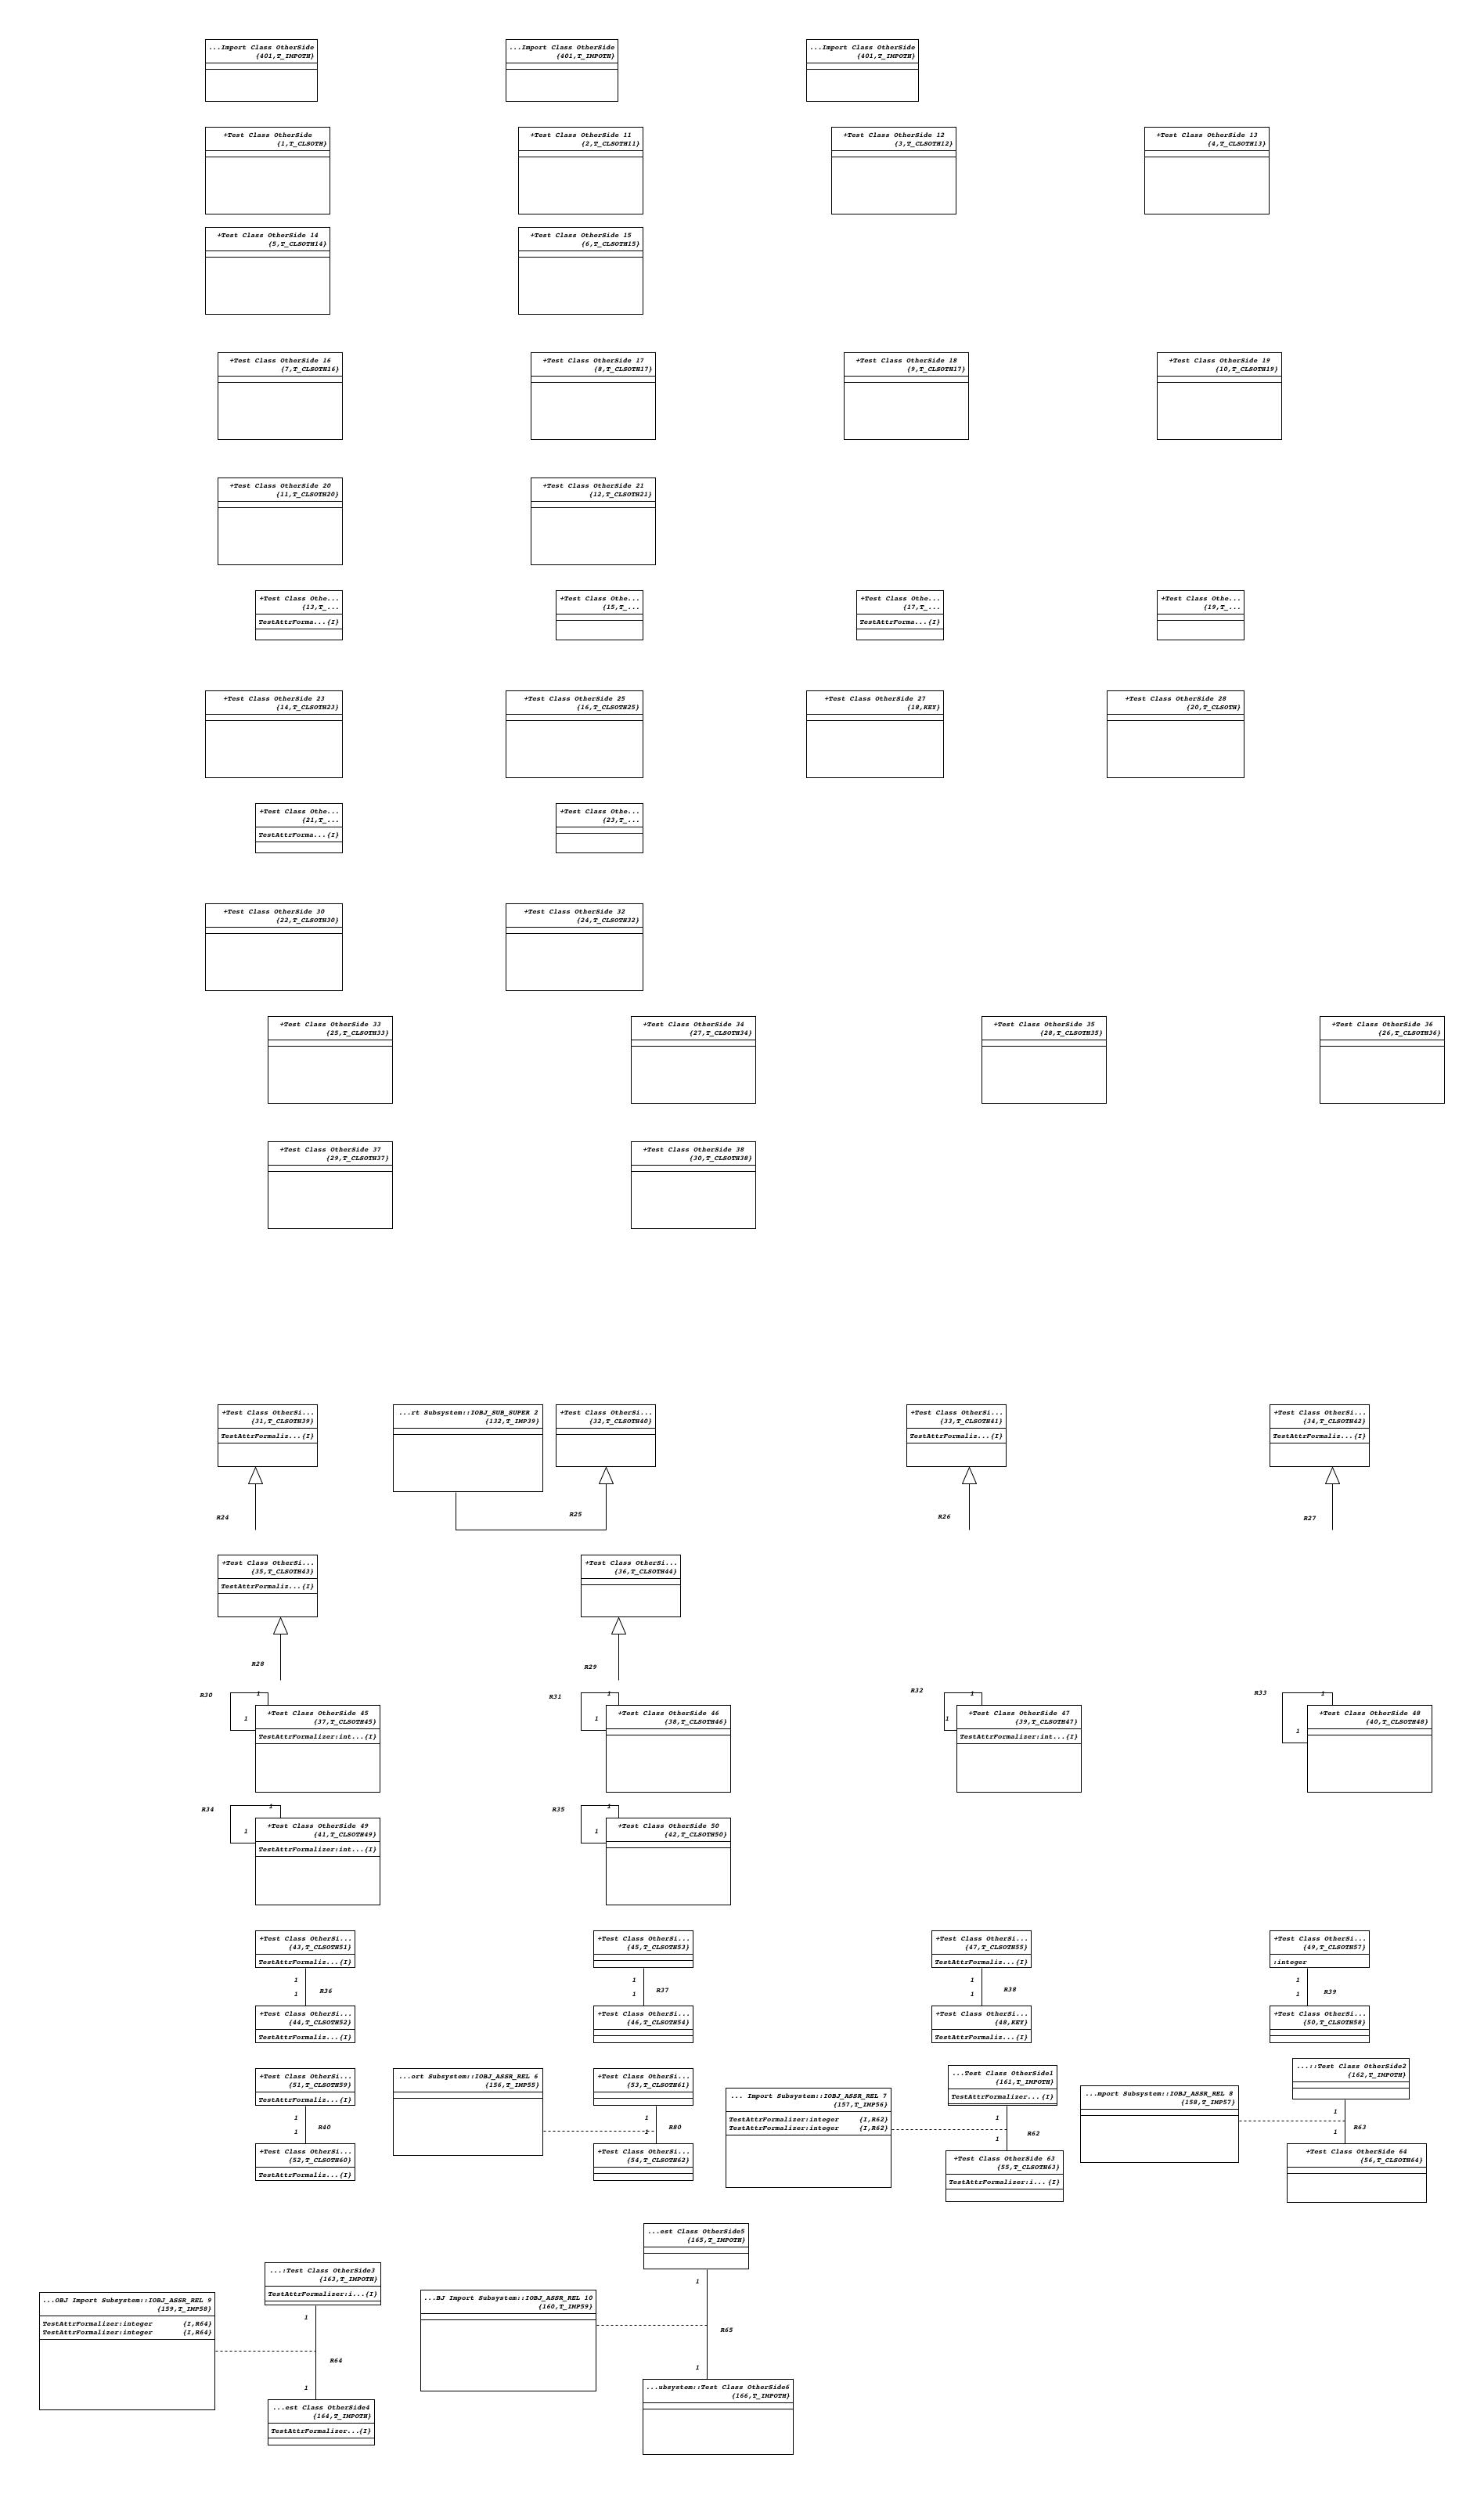 ...Import Class OtherSide
{401,T_IMPOTH}
...Import Class OtherSide
{401,T_IMPOTH}
...Import Class OtherSide
{401,T_IMPOTH}
+Test Class OtherSide
{1,T_CLSOTH}
+Test Class OtherSide 11
{2,T_CLSOTH11}
+Test Class OtherSide 12
{3,T_CLSOTH12}
+Test Class OtherSide 13
{4,T_CLSOTH13}
+Test Class OtherSide 14
{5,T_CLSOTH14}
+Test Class OtherSide 15
{6,T_CLSOTH15}
+Test Class OtherSide 16
{7,T_CLSOTH16}
+Test Class OtherSide 17
{8,T_CLSOTH17}
+Test Class OtherSide 18
{9,T_CLSOTH17}
+Test Class OtherSide 19
{10,T_CLSOTH19}
+Test Class OtherSide 20
{11,T_CLSOTH20}
+Test Class OtherSide 21
{12,T_CLSOTH21}
+Test Class Othe...
{13,T_...
TestAttrForma...{I}
+Test Class Othe...
{15,T_...
+Test Class Othe...
{17,T_...
TestAttrForma...{I}
+Test Class Othe...
{19,T_...
+Test Class OtherSide 23
{14,T_CLSOTH23}
+Test Class OtherSide 25
{16,T_CLSOTH25}
+Test Class OtherSide 27
{18,KEY}
+Test Class OtherSide 28
{20,T_CLSOTH}
+Test Class Othe...
{21,T_...
TestAttrForma...{I}
+Test Class Othe...
{23,T_...
+Test Class OtherSide 30
{22,T_CLSOTH30}
+Test Class OtherSide 32
{24,T_CLSOTH32}
+Test Class OtherSide 33
{25,T_CLSOTH33}
+Test Class OtherSide 34
{27,T_CLSOTH34}
+Test Class OtherSide 35
{28,T_CLSOTH35}
+Test Class OtherSide 36
{26,T_CLSOTH36}
+Test Class OtherSide 37
{29,T_CLSOTH37}
+Test Class OtherSide 38
{30,T_CLSOTH38}
+Test Class OtherSi...
{31,T_CLSOTH39}
TestAttrFormaliz...{I}
...rt Subsystem::IOBJ_SUB_SUPER 2
{132,T_IMP39}
+Test Class OtherSi...
{32,T_CLSOTH40}
+Test Class OtherSi...
{33,T_CLSOTH41}
TestAttrFormaliz...{I}
+Test Class OtherSi...
{34,T_CLSOTH42}
TestAttrFormaliz...{I}
R24
R25
R26
R27
+Test Class OtherSi...
{35,T_CLSOTH43}
TestAttrFormaliz...{I}
+Test Class OtherSi...
{36,T_CLSOTH44}
R28
R29
R30
1
1
+Test Class OtherSide 45
{37,T_CLSOTH45}
TestAttrFormalizer:int...{I}
R31
1
1
+Test Class OtherSide 46
{38,T_CLSOTH46}
R32
1
1
+Test Class OtherSide 47
{39,T_CLSOTH47}
TestAttrFormalizer:int...{I}
R33
1
1
+Test Class OtherSide 48
{40,T_CLSOTH48}
R34
1
1
+Test Class OtherSide 49
{41,T_CLSOTH49}
TestAttrFormalizer:int...{I}
R35
1
1
+Test Class OtherSide 50
{42,T_CLSOTH50}
+Test Class OtherSi...
{43,T_CLSOTH51}
TestAttrFormaliz...{I}
1
1
R36
+Test Class OtherSi...
{44,T_CLSOTH52}
TestAttrFormaliz...{I}
+Test Class OtherSi...
{45,T_CLSOTH53}
1
1
R37
+Test Class OtherSi...
{46,T_CLSOTH54}
+Test Class OtherSi...
{47,T_CLSOTH55}
TestAttrFormaliz...{I}
1
1
R38
+Test Class OtherSi...
{48,KEY}
TestAttrFormaliz...{I}
+Test Class OtherSi...
{49,T_CLSOTH57}
:integer
1
1
R39
+Test Class OtherSi...
{50,T_CLSOTH58}
+Test Class OtherSi...
{51,T_CLSOTH59}
TestAttrFormaliz...{I}
1
1
R40
+Test Class OtherSi...
{52,T_CLSOTH60}
TestAttrFormaliz...{I}
...ort Subsystem::IOBJ_ASSR_REL 6
{156,T_IMP55}
+Test Class OtherSi...
{53,T_CLSOTH61}
1
1
R80
+Test Class OtherSi...
{54,T_CLSOTH62}
... Import Subsystem::IOBJ_ASSR_REL 7
{157,T_IMP56}
TestAttrFormalizer:integer {I,R62}
TestAttrFormalizer:integer {I,R62}
...Test Class OtherSide1
{161,T_IMPOTH}
TestAttrFormalizer...{I}
1
1
R62
+Test Class OtherSide 63
{55,T_CLSOTH63}
TestAttrFormalizer:i...{I}
...mport Subsystem::IOBJ_ASSR_REL 8
{158,T_IMP57}
...::Test Class OtherSide2
{162,T_IMPOTH}
1
1
R63
+Test Class OtherSide 64
{56,T_CLSOTH64}
...OBJ Import Subsystem::IOBJ_ASSR_REL 9
{159,T_IMP58}
TestAttrFormalizer:integer {I,R64}
TestAttrFormalizer:integer {I,R64}
...:Test Class OtherSide3
{163,T_IMPOTH}
TestAttrFormalizer:i...{I}
1
R64
1
...est Class OtherSide4
{164,T_IMPOTH}
TestAttrFormalizer...{I}
...BJ Import Subsystem::IOBJ_ASSR_REL 10
{160,T_IMP59}
...est Class OtherSide5
{165,T_IMPOTH}
1
R65
1
...ubsystem::Test Class OtherSide6
{166,T_IMPOTH}